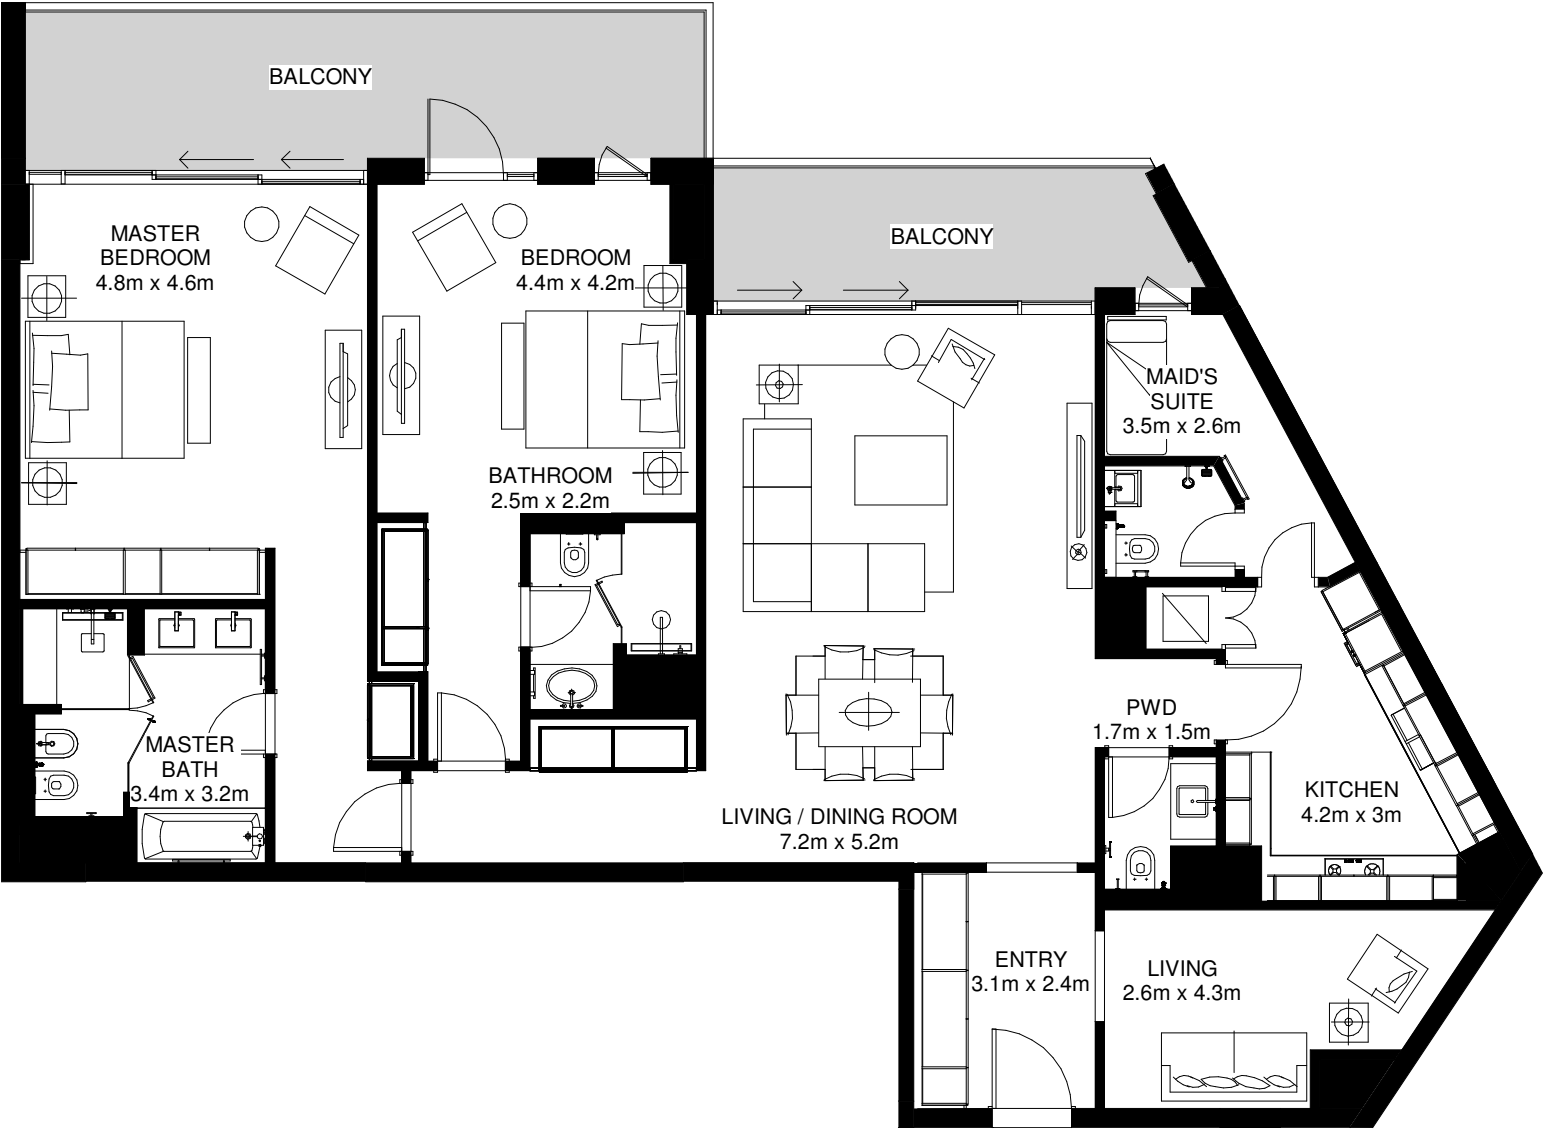 BALCONY
BALCONY
MASTER
BEDROOM
4.8m x 4.6m
BEDROOM
4.4m x 4.2m
MAID'S
SUITE
3.5m x 2.6m
BATHROOM
2.5m x 2.2m
MASTER
BATH
3.4m x 3.2m
PWD
1.7m x 1.5m
LIVING / DINING ROOM
7.2m x 5.2m
KITCHEN
4.2m x 3m
ENTRY
3.1m x 2.4m
LIVING
2.6m x 4.3m